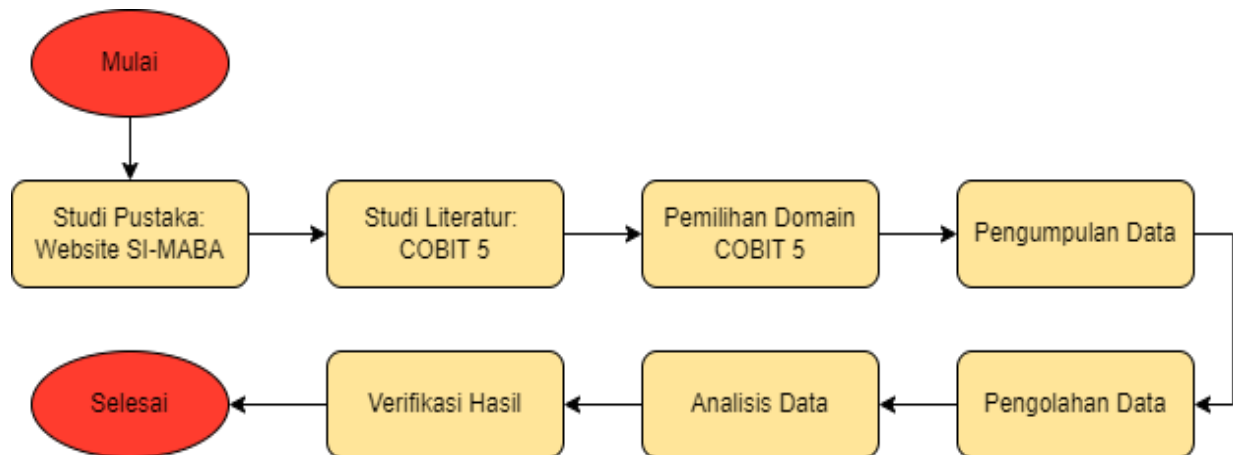 Mulai
Studi Pustaka:
Website SI-MABA
Studi Literatur:
COBIT 5
Pemilihan Domain
COBIT 5
Pengumpulan Data
Pengolahan Data
Analisis Data
Verifikasi Hasil
Selesai